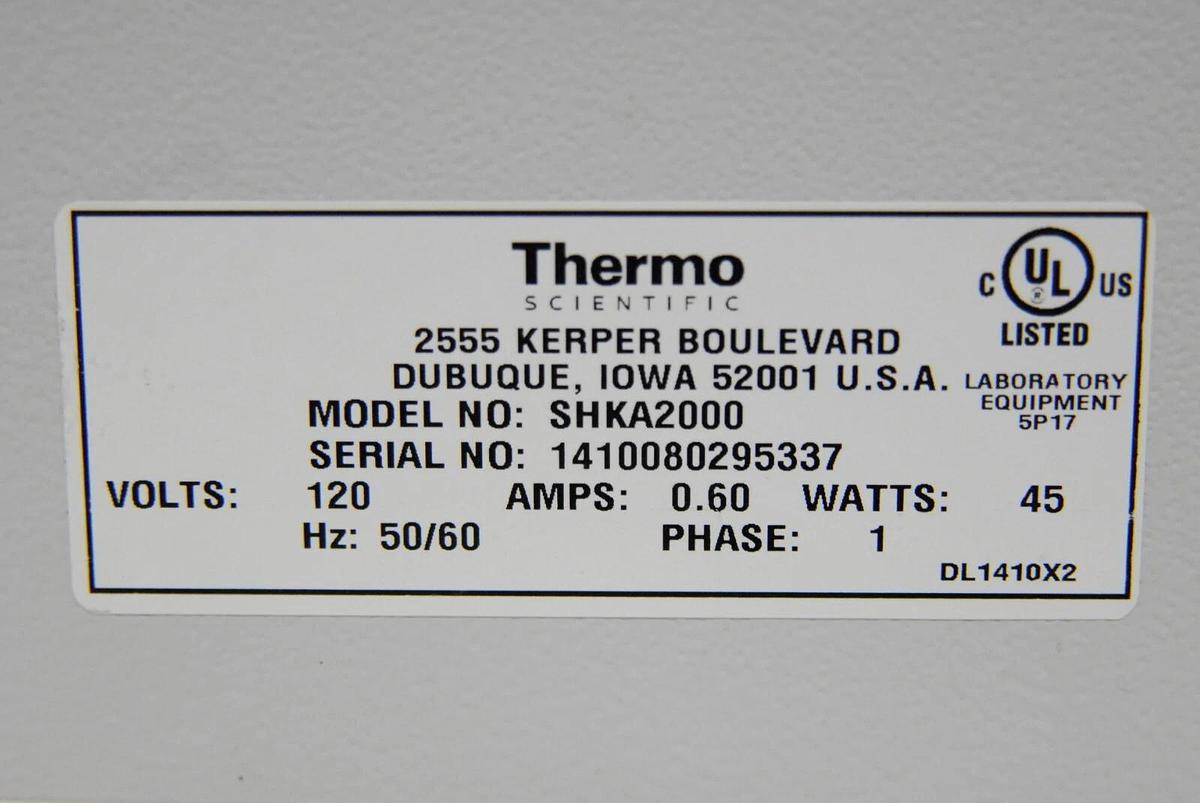 Thermo
SCIENTIFIC
C UL ® US
LISTED
2555 KERPER BOULEVARD
DUBUQUE, IOWA 52001 U.S.A.
LABORATORY
EQUIPMENT
5P17
MODEL NO: SHKA2000
SERIAL NO: 1410080295337
VOLTS: 120 AMPS: 0.60 WATTS: 45
Hz: 50/60 PHASE: 1
DL1410X2